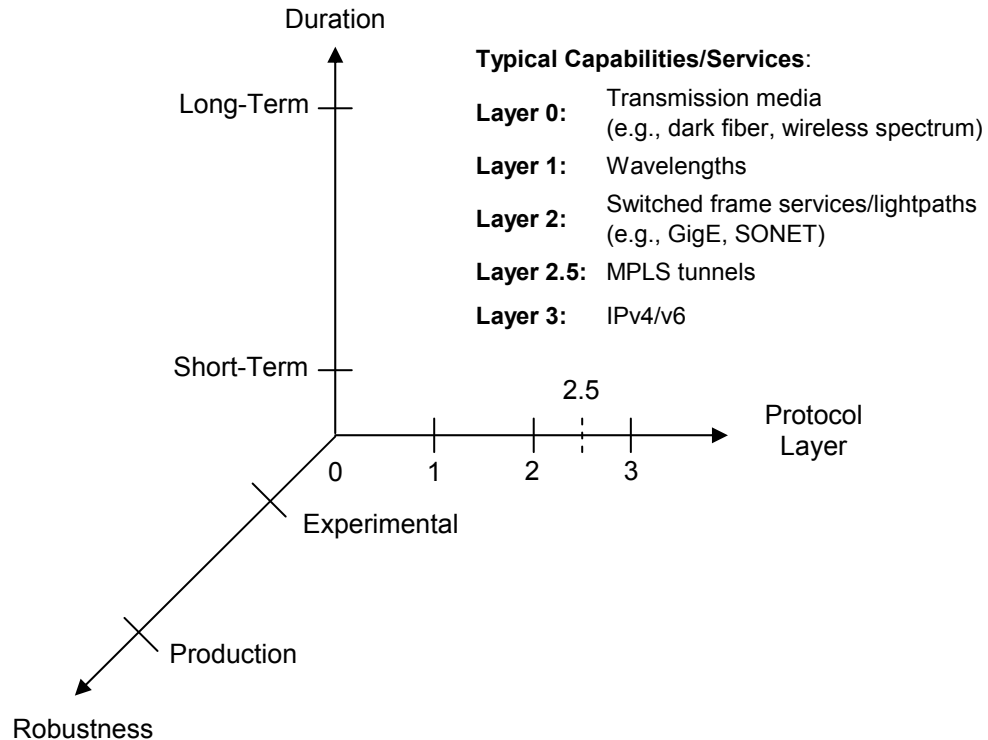 Duration
Typical Capabilities/Services:
Long-Term
Layer 0: Transmission media
(e.g., dark fiber, wireless spectrum)
Layer 1: Wavelengths
Layer 2: Switched frame services/lightpaths
(e.g., GigE, SONET)
Layer 2.5: MPLS tunnels
Layer 3: IPv4/v6
Short-Term
2.5
Protocol
Layer
0 1 2 3
Experimental
Production
Robustness